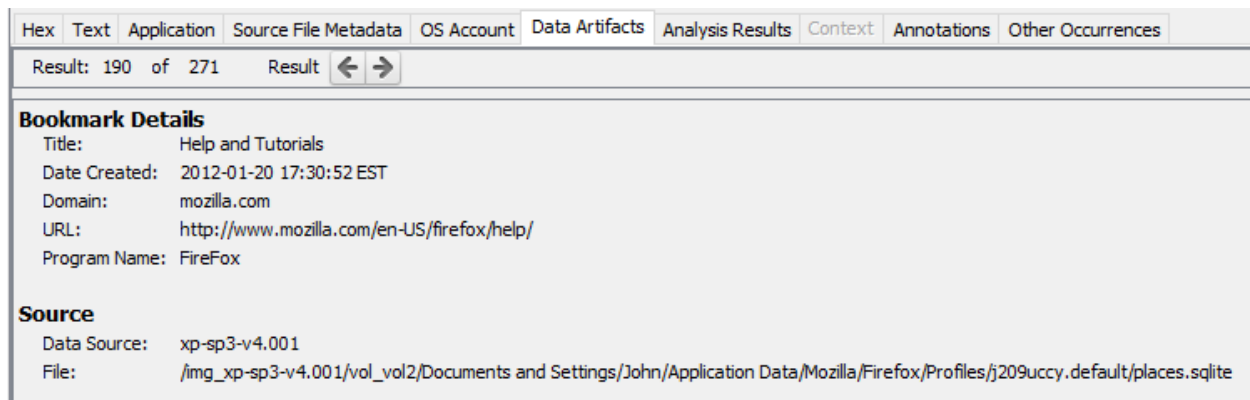 Hex Text Application Source File Metadata OS Account Data Artifacts Analysis Results Context Annotations Other Occurrences
Result: 190 of 271 Result
Bookmark Details
Title: Help and Tutorials
Date Created: 2012-01-20 17:30:52 EST
Domain: mozilla.com
URL: http://www.mozilla.com/en-US/firefox/help/
Program Name: FireFox
Source
Data Source: xp-sp3-v4.001
File: /img_xp-sp3-v4.001/vol_vol2/Documents and Settings/John/Application Data/Mozilla/Firefox/Profiles/j209uccy.default/places.sqlite